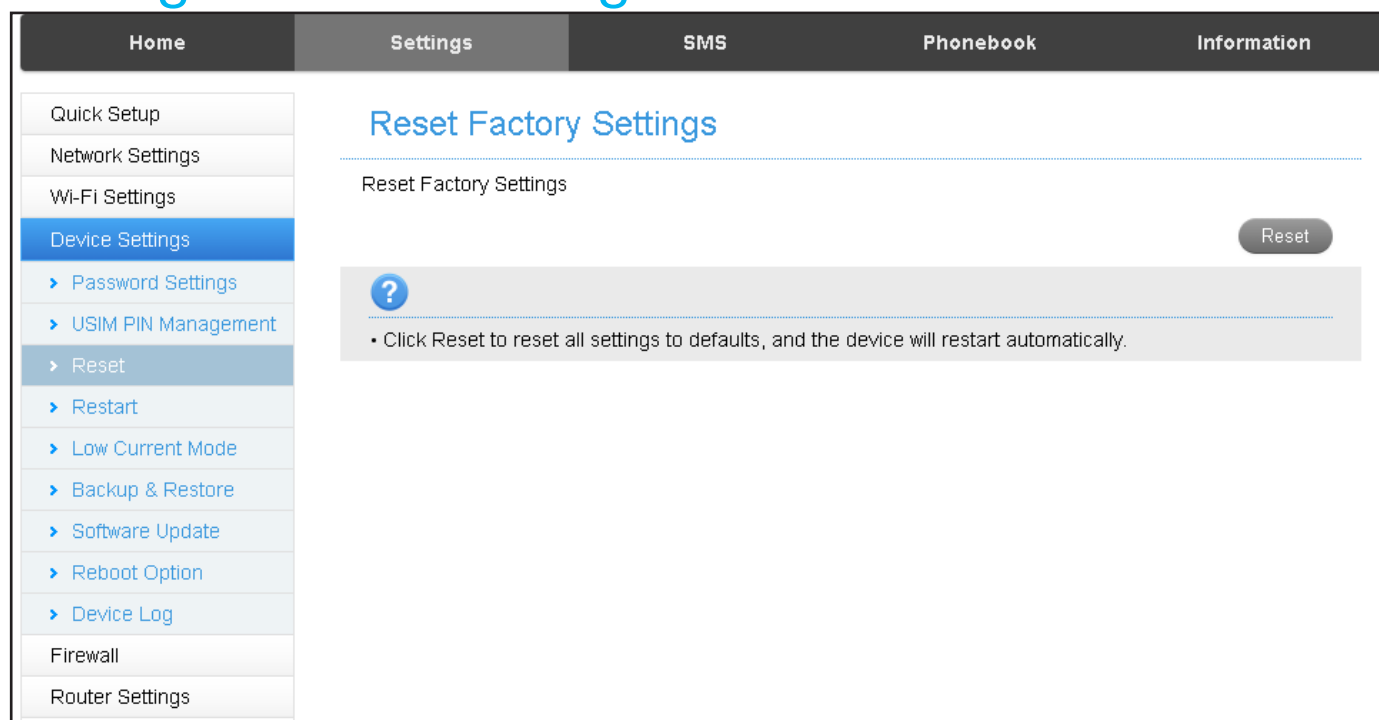 Home Settings SMS Phonebook Information
Quick Setup
Network Settings
Wi-Fi Settings
Device Settings
Password Settings
USIM PIN Management
Reset
Restart
Low Current Mode
Backup & Restore
Software Update
Reboot Option
Device Log
Firewall
Router Settings
Reset Factory Settings
Reset Factory Settings
Reset
?
• Click Reset to reset all settings to defaults, and the device will restart automatically.